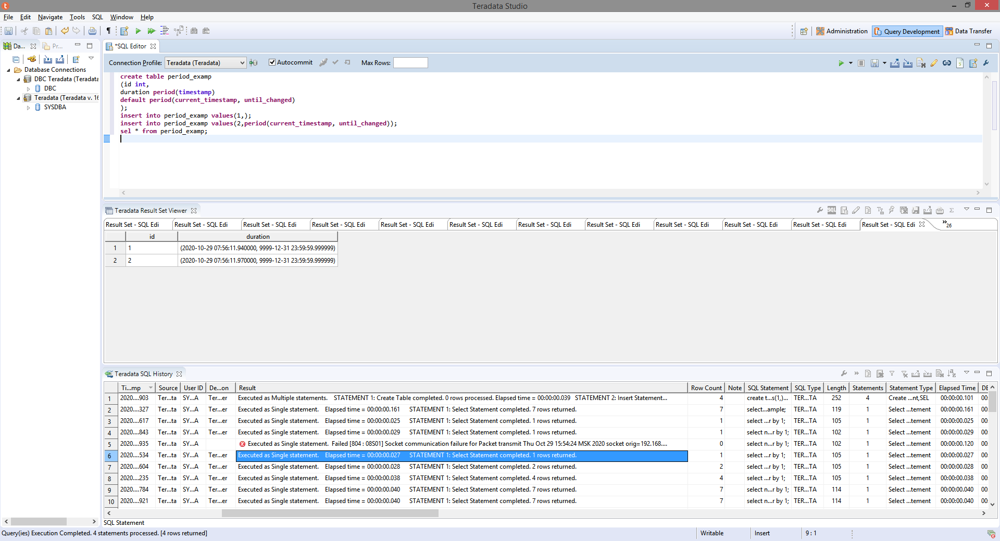 Teradata Studio
File Edit Navigate Tools SQL Window Help
Administration Query Development Data Transfer
Da... Pr...
Database Connections
DBC Teradata (Teradata
DBC
Teradata (Teradata v. 16
SYSDBA
*SQL Editor
Connection Profile: Teradata (Teradata) Autocommit Max Rows:
create table period_examp
(id int,
duration period(timestamp)
default period(current_timestamp, until_changed)
);
insert into period_examp values(1,);
insert into period_examp values(2,period(current_timestamp, until_changed));
sel * from period_examp;
Teradata Result Set Viewer
Result Set - SQL Edi Result Set - SQL Edi Result Set - SQL Edi Result Set - SQL Edi Result Set - SQL Edi Result Set - SQL Edi Result Set - SQL Edi Result Set - SQL Edi Result Set - SQL Edi Result Set - SQL Edi Result Set - SQL Edi Result Set - SQL Edi »26
id duration
1 1 (2020-10-29 07:56:11.940000, 9999-12-31 23:59:59.999999)
2 2 (2020-10-29 07:56:11.970000, 9999-12-31 23:59:59.999999)
Teradata SQL History
Ti...mp Source User ID De...on Result Row Count Note SQL Statement SQL Type Length Statements Statement Type Elapsed Time DE
1 2020....903 Ter...ta SY...A Ter...er Executed as Multiple statements. STATEMENT 1: Create Table completed. 0 rows processed. Elapsed time = 00:00:00.039 STATEMENT 2: Insert Statement... 4 create t...s(1,)... TER...TA 252 4 Create ...nt,SEL 00:00:00.101 00:
2 2020....327 Ter...ta SY...A Ter...er Executed as Single statement. Elapsed time = 00:00:00.161 STATEMENT 1: Select Statement completed. 7 rows returned. 7 select...ample; TER...TA 119 1 Select ...tement 00:00:00.161 00:
3 2020....617 Ter...ta SY...A Ter...er Executed as Single statement. Elapsed time = 00:00:00.025 STATEMENT 1: Select Statement completed. 1 rows returned. 1 select ...r by 1; TER...TA 105 1 Select ...tement 00:00:00.025 00:
4 2020....843 Ter...ta SY...A Ter...er Executed as Single statement. Elapsed time = 00:00:00.029 STATEMENT 1: Select Statement completed. 1 rows returned. 1 select n...r by 1; TER...TA 102 1 Select ...tement 00:00:00.029 00:
5 2020....935 Ter...ta SY...A Executed as Single statement. Failed [804 : 08S01] Socket communication failure for Packet transmit Thu Oct 29 15:54:24 MSK 2020 socket orig=192.168.... 0 select n...r by 1; TER...TA 102 1 Select ...tement 00:00:00.120 00:
6 2020....534 Ter...ta SY...A Ter...er Executed as Single statement. Elapsed time = 00:00:00.027 STATEMENT 1: Select Statement completed. 1 rows returned. 1 select ...r by 1; TER...TA 105 1 Select ...tement 00:00:00.027 00:
7 2020....604 Ter...ta SY...A Ter...er Executed as Single statement. Elapsed time = 00:00:00.028 STATEMENT 1: Select Statement completed. 2 rows returned. 2 select ...r by 1; TER...TA 105 1 Select ...tement 00:00:00.028 00:
8 2020....235 Ter...ta SY...A Ter...er Executed as Single statement. Elapsed time = 00:00:00.038 STATEMENT 1: Select Statement completed. 4 rows returned. 4 select ...r by 1; TER...TA 105 1 Select ...tement 00:00:00.038 00:
9 2020....784 Ter...ta SY...A Ter...er Executed as Single statement. Elapsed time = 00:00:00.040 STATEMENT 1: Select Statement completed. 7 rows returned. 7 select n...r by 1; TER...TA 114 1 Select ...tement 00:00:00.040 00:
10 2020....921 Ter...ta SY...A Ter...er Executed as Single statement. Elapsed time = 00:00:00.040 STATEMENT 1: Select Statement completed. 7 rows returned. 7 select n...r by 1; TER...TA 114 1 Select ...tement 00:00:00.040 00:
SQL Statement
Query(ies) Execution Completed. 4 statements processed. [4 rows returned] Writable Insert 9 : 1